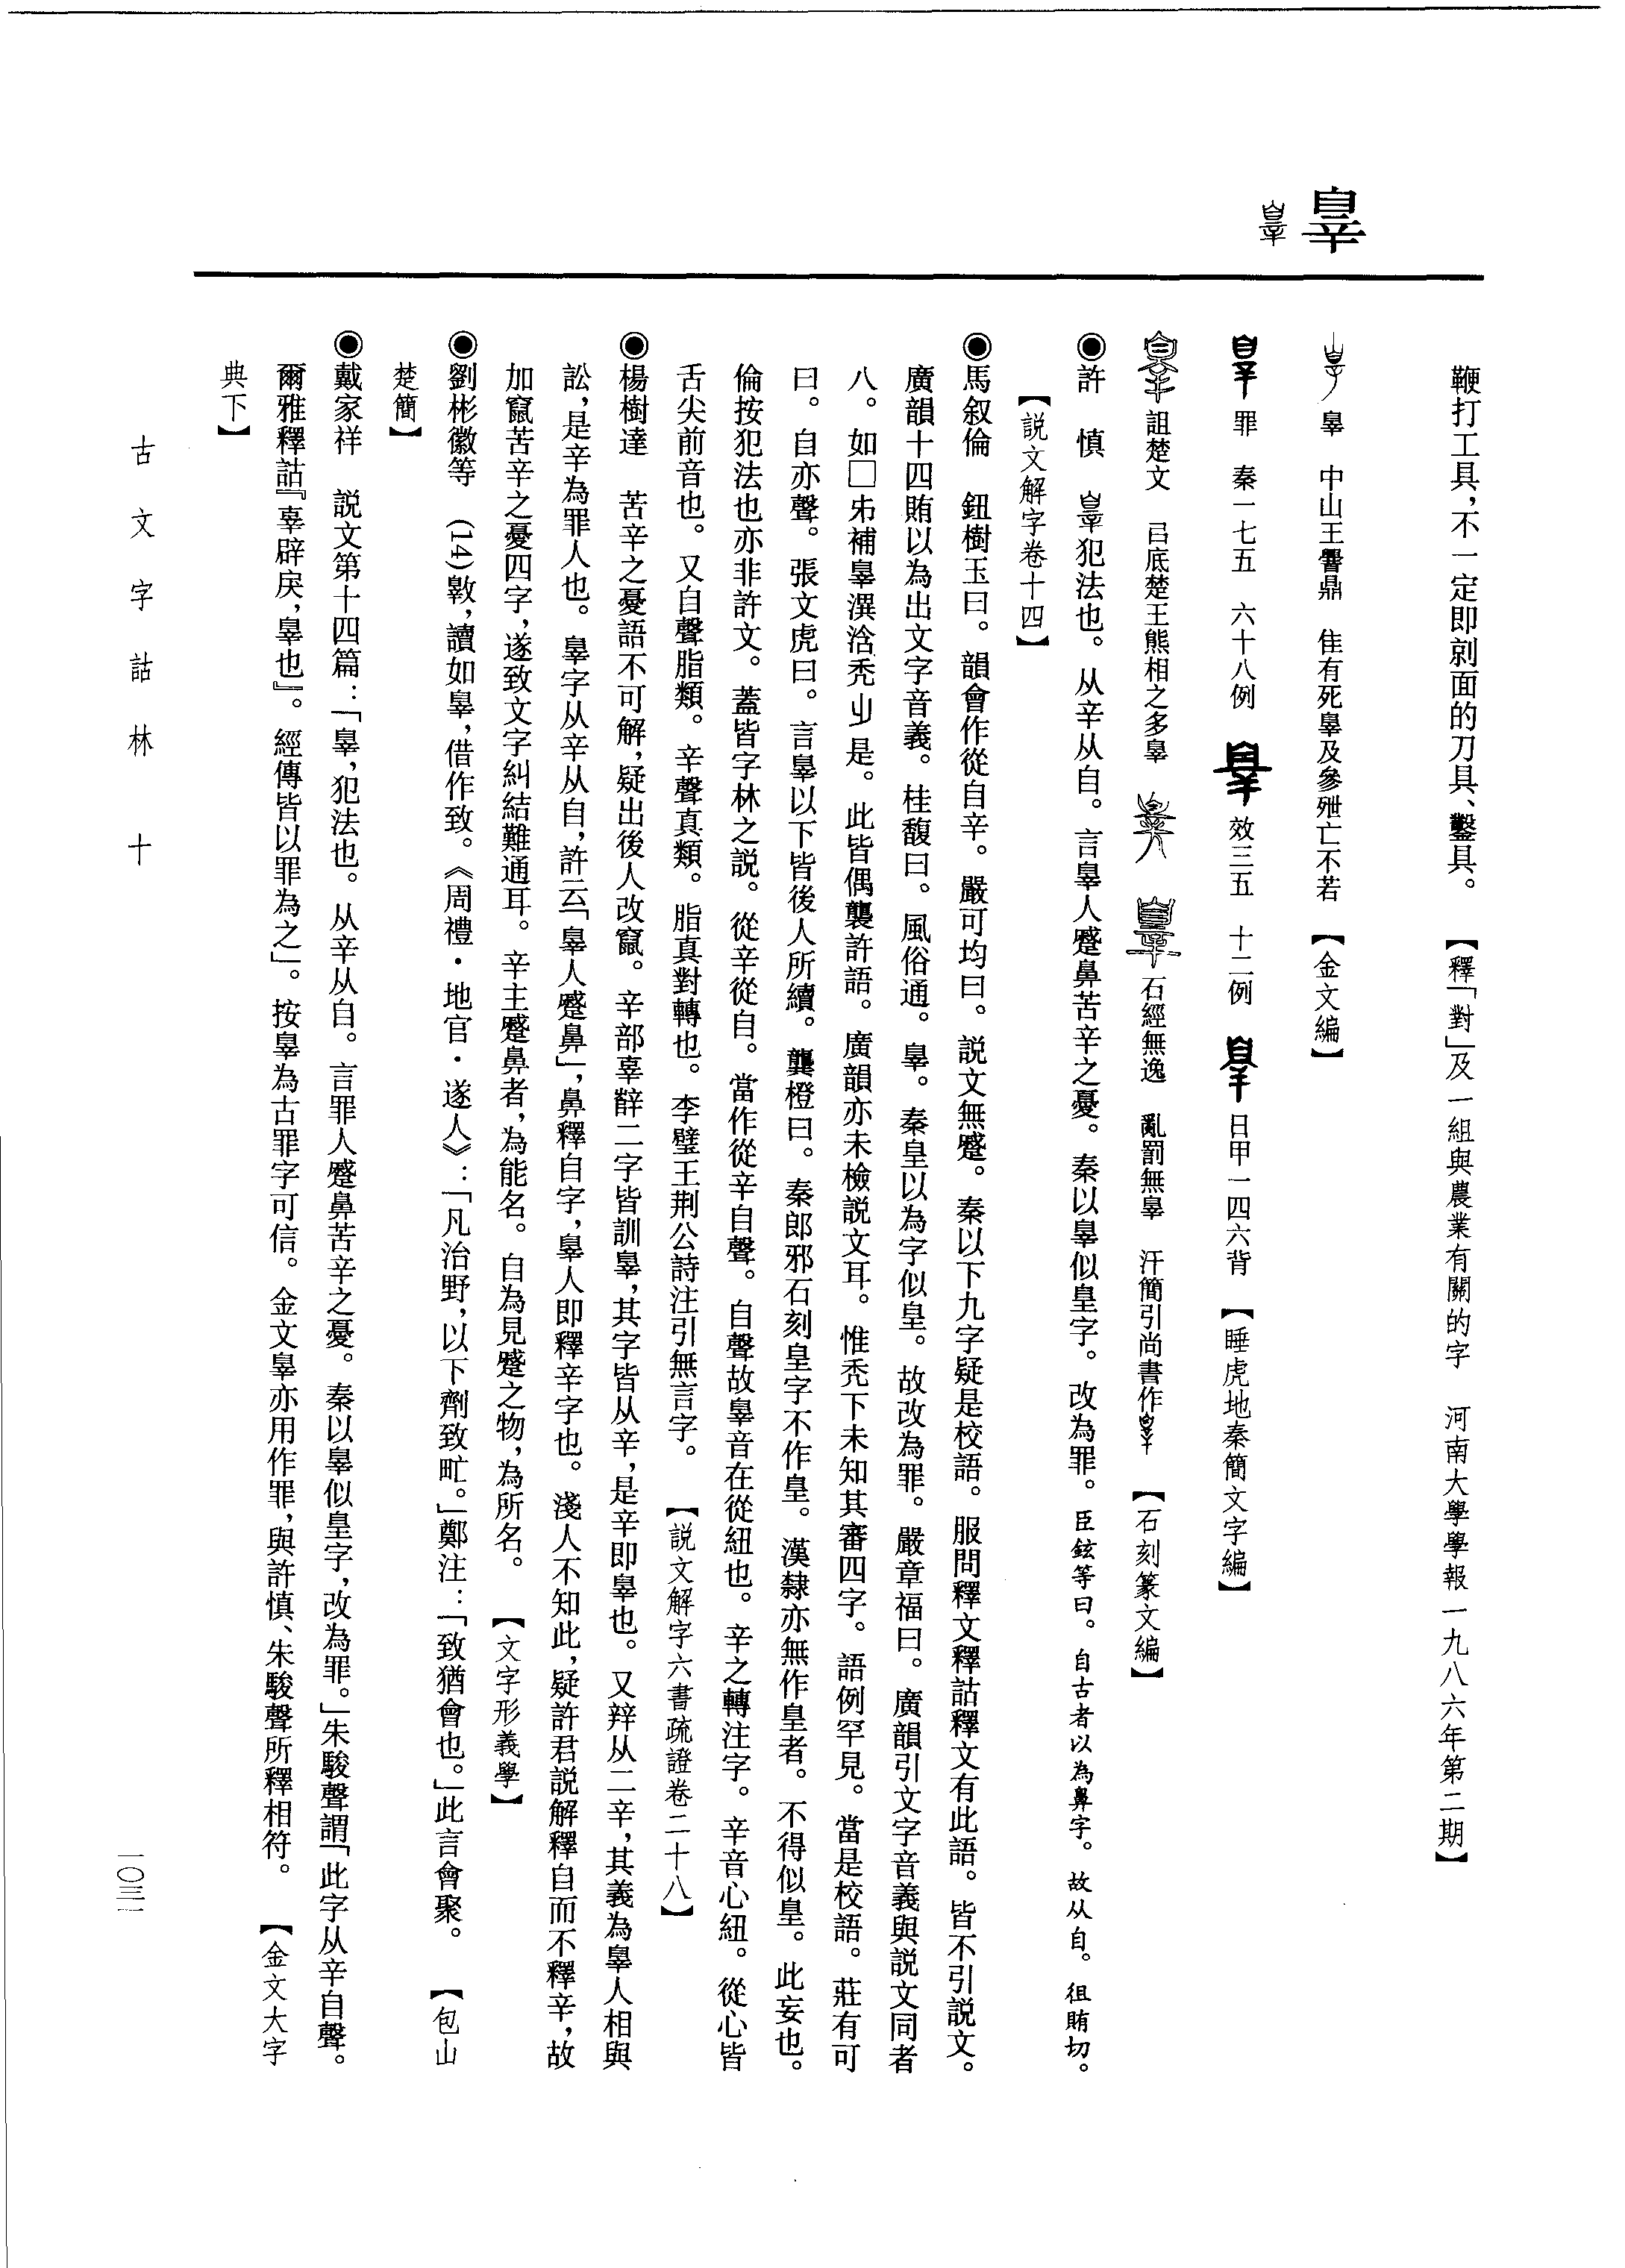 辠
鞭打工具，不一定即剠面的刀具、鑿具。　【釋「對」及一組與農業有關的字　河南大學學報一九八六年第二期】
辠　中山王鼎　隹有死辠及參殜亡不若　【金文編】
罪　秦一七五　六十八例　效三五　十二例　日甲一四六背　【睡虎地秦簡文字編】
詛楚文　㠯底楚王熊相之多辠　石經無逸　亂罰無辠　汗簡引尚書作　【石刻篆文編】
◉許　慎　辠犯法也。从辛从自。言辠人蹙鼻苦辛之憂。秦以辠似皇字。改為罪。臣鉉等曰。自古者以為鼻字。故从自。徂賄切。
【説文解字卷十四】
◉馬叙倫　鈕樹玉曰。韻會作從自辛。嚴可均曰。説文無蹙。秦以下九字疑是校語。服問釋文釋詁釋文有此語。皆不引説文。
廣韻十四賄以為出文字音義。桂馥曰。風俗通。辠。秦皇以為字似皇。故改為罪。嚴章福曰。廣韻引文字音義與説文同者
八。如□𠂔補辠潠浛禿丩是。此皆偶襲許語。廣韻亦未檢説文耳。惟禿下未知其審四字。語例罕見。當是校語。莊有可
曰。自亦聲。張文虎曰。言辠以下皆後人所續。龔橙曰。秦郎邪石刻皇字不作皇。漢隸亦無作皇者。不得似皇。此妄也。
倫按犯法也亦非許文。蓋皆字林之説。從辛從自。當作從辛自聲。自聲故辠音在從紐也。辛之轉注字。辛音心紐。從心皆
舌尖前音也。又自聲脂類。辛聲真類。脂真對轉也。李璧王荆公詩注引無言字。　【説文解字六書疏證卷二十八】
◉楊樹達　苦辛之憂語不可解，疑出後人改竄。辛部辜辥二字皆訓辠，其字皆从辛，是辛即辠也。又辡从二辛，其義為辠人相與
訟，是辛為罪人也。辠字从辛从自，許云「辠人蹙鼻」，鼻釋自字，辠人即釋辛字也。淺人不知此，疑許君説解釋自而不釋辛，故
加竄苦辛之憂四字，遂致文字糾結難通耳。辛主蹙鼻者，為能名。自為見蹙之物，為所名。　【文字形義學】
◉劉彬徽等　(14)𢿢，讀如辠，借作致。《周禮·地官·遂人》：「凡治野，以下劑致甿。」鄭注：「致猶會也。」此言會聚。　【包山
楚簡】
◉戴家祥　説文第十四篇：「辠，犯法也。从辛从自。言罪人蹙鼻苦辛之憂。秦以辠似皇字，改為罪。」朱駿聲謂「此字从辛自聲。
爾雅釋詁『辜辟戾，辠也』。經傳皆以罪為之」。按辠為古罪字可信。金文辠亦用作罪，與許慎、朱駿聲所釋相符。　【金文大字
典下】
古文字詁林　十
一〇三一